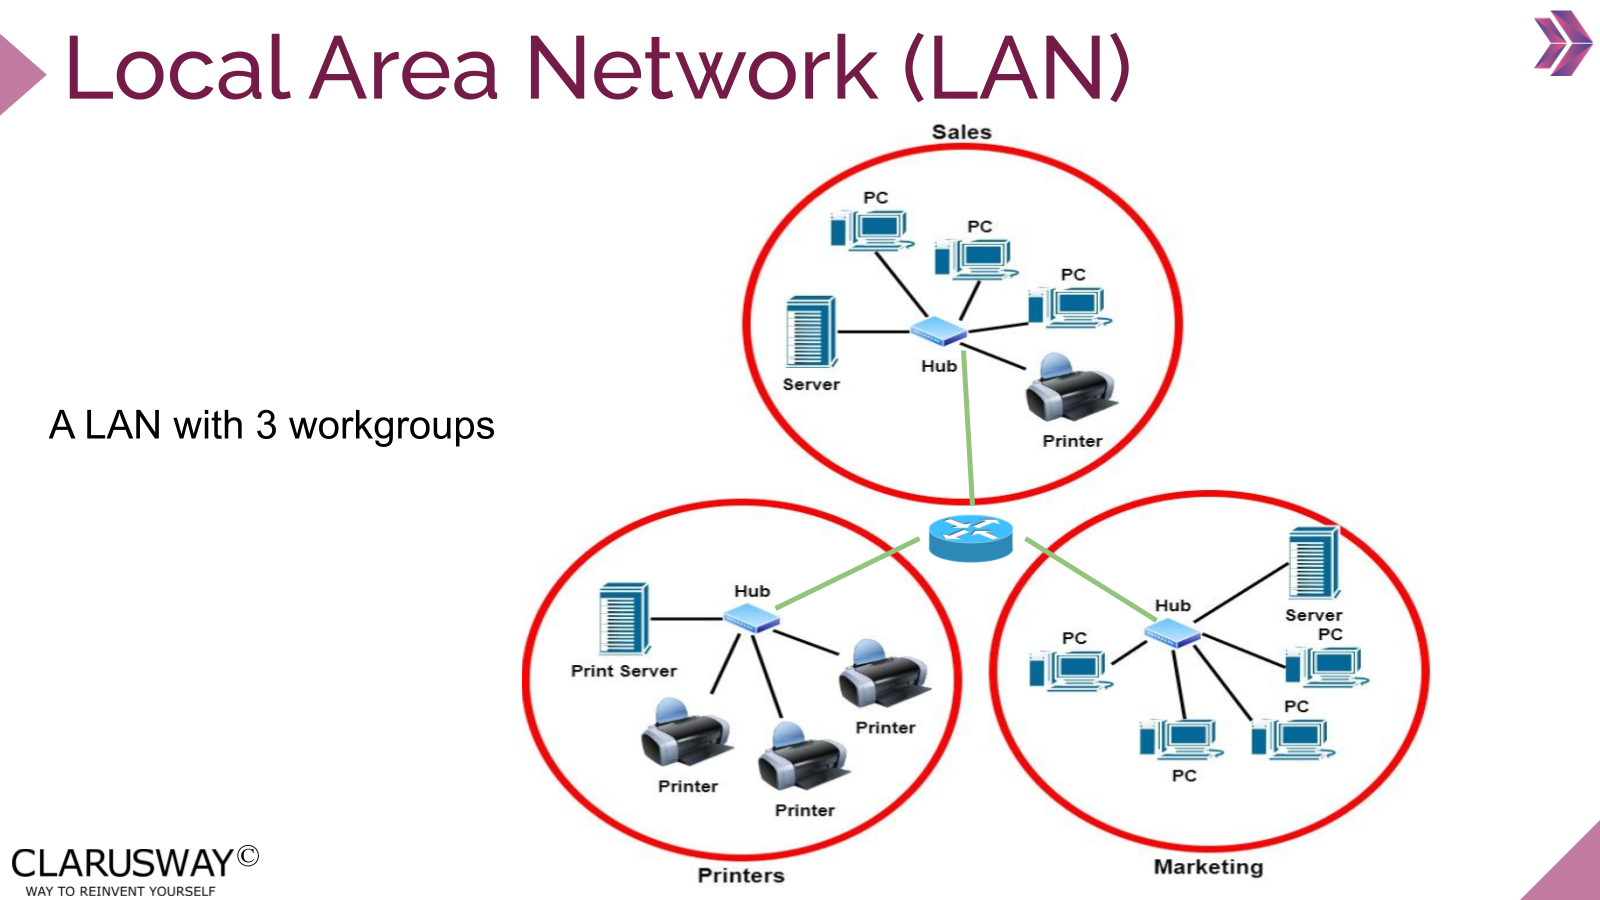 Local Area Network (LAN)
Sales
PC
PC
PC
Server
Hub
Printer
A LAN with 3 workgroups
Hub
Print Server
Printer
Printer
Printer
Printers
Hub
Server
PC
PC
PC
PC
Marketing
CLARUSWAY©
WAY TO REINVENT YOURSELF